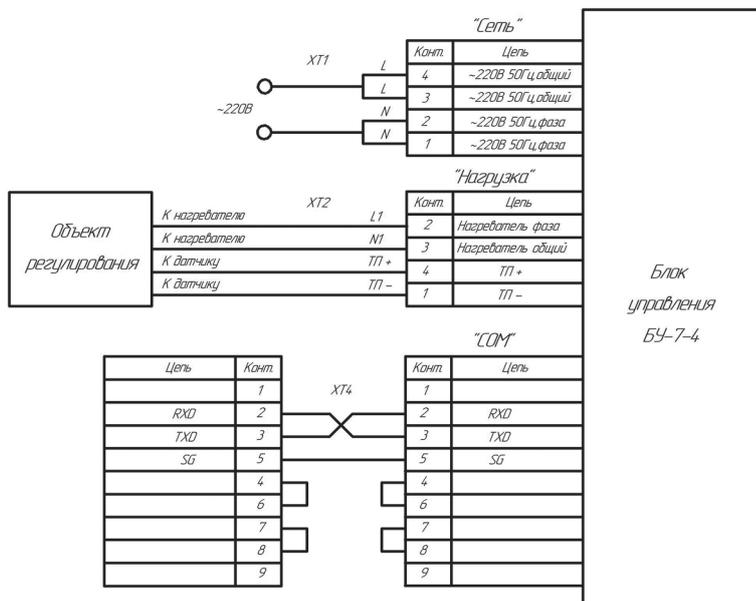 "Сеть"
ХТ1
L
L
N
N
~220В
Конт. Цепь
4 ~220В 50Гц,общий
3 ~220В 50Гц,общий
2 ~220В 50Гц,фаза
1 ~220В 50Гц,фаза
"Нагрузка"
Объект
регулирования
ХТ2
К нагревателю L1
К нагревателю N1
К датчику ТП +
К датчику ТП –
Конт. Цепь
2 Нагреватель фаза
3 Нагреватель общий
4 ТП +
1 ТП –
Блок
управления
БУ–7–4
"СОМ"
Цепь Конт.
1
RXD 2
TXD 3
SG 5
4
6
7
8
9
ХТ4
Конт. Цепь
1
2 RXD
3 TXD
5 SG
4
6
7
8
9